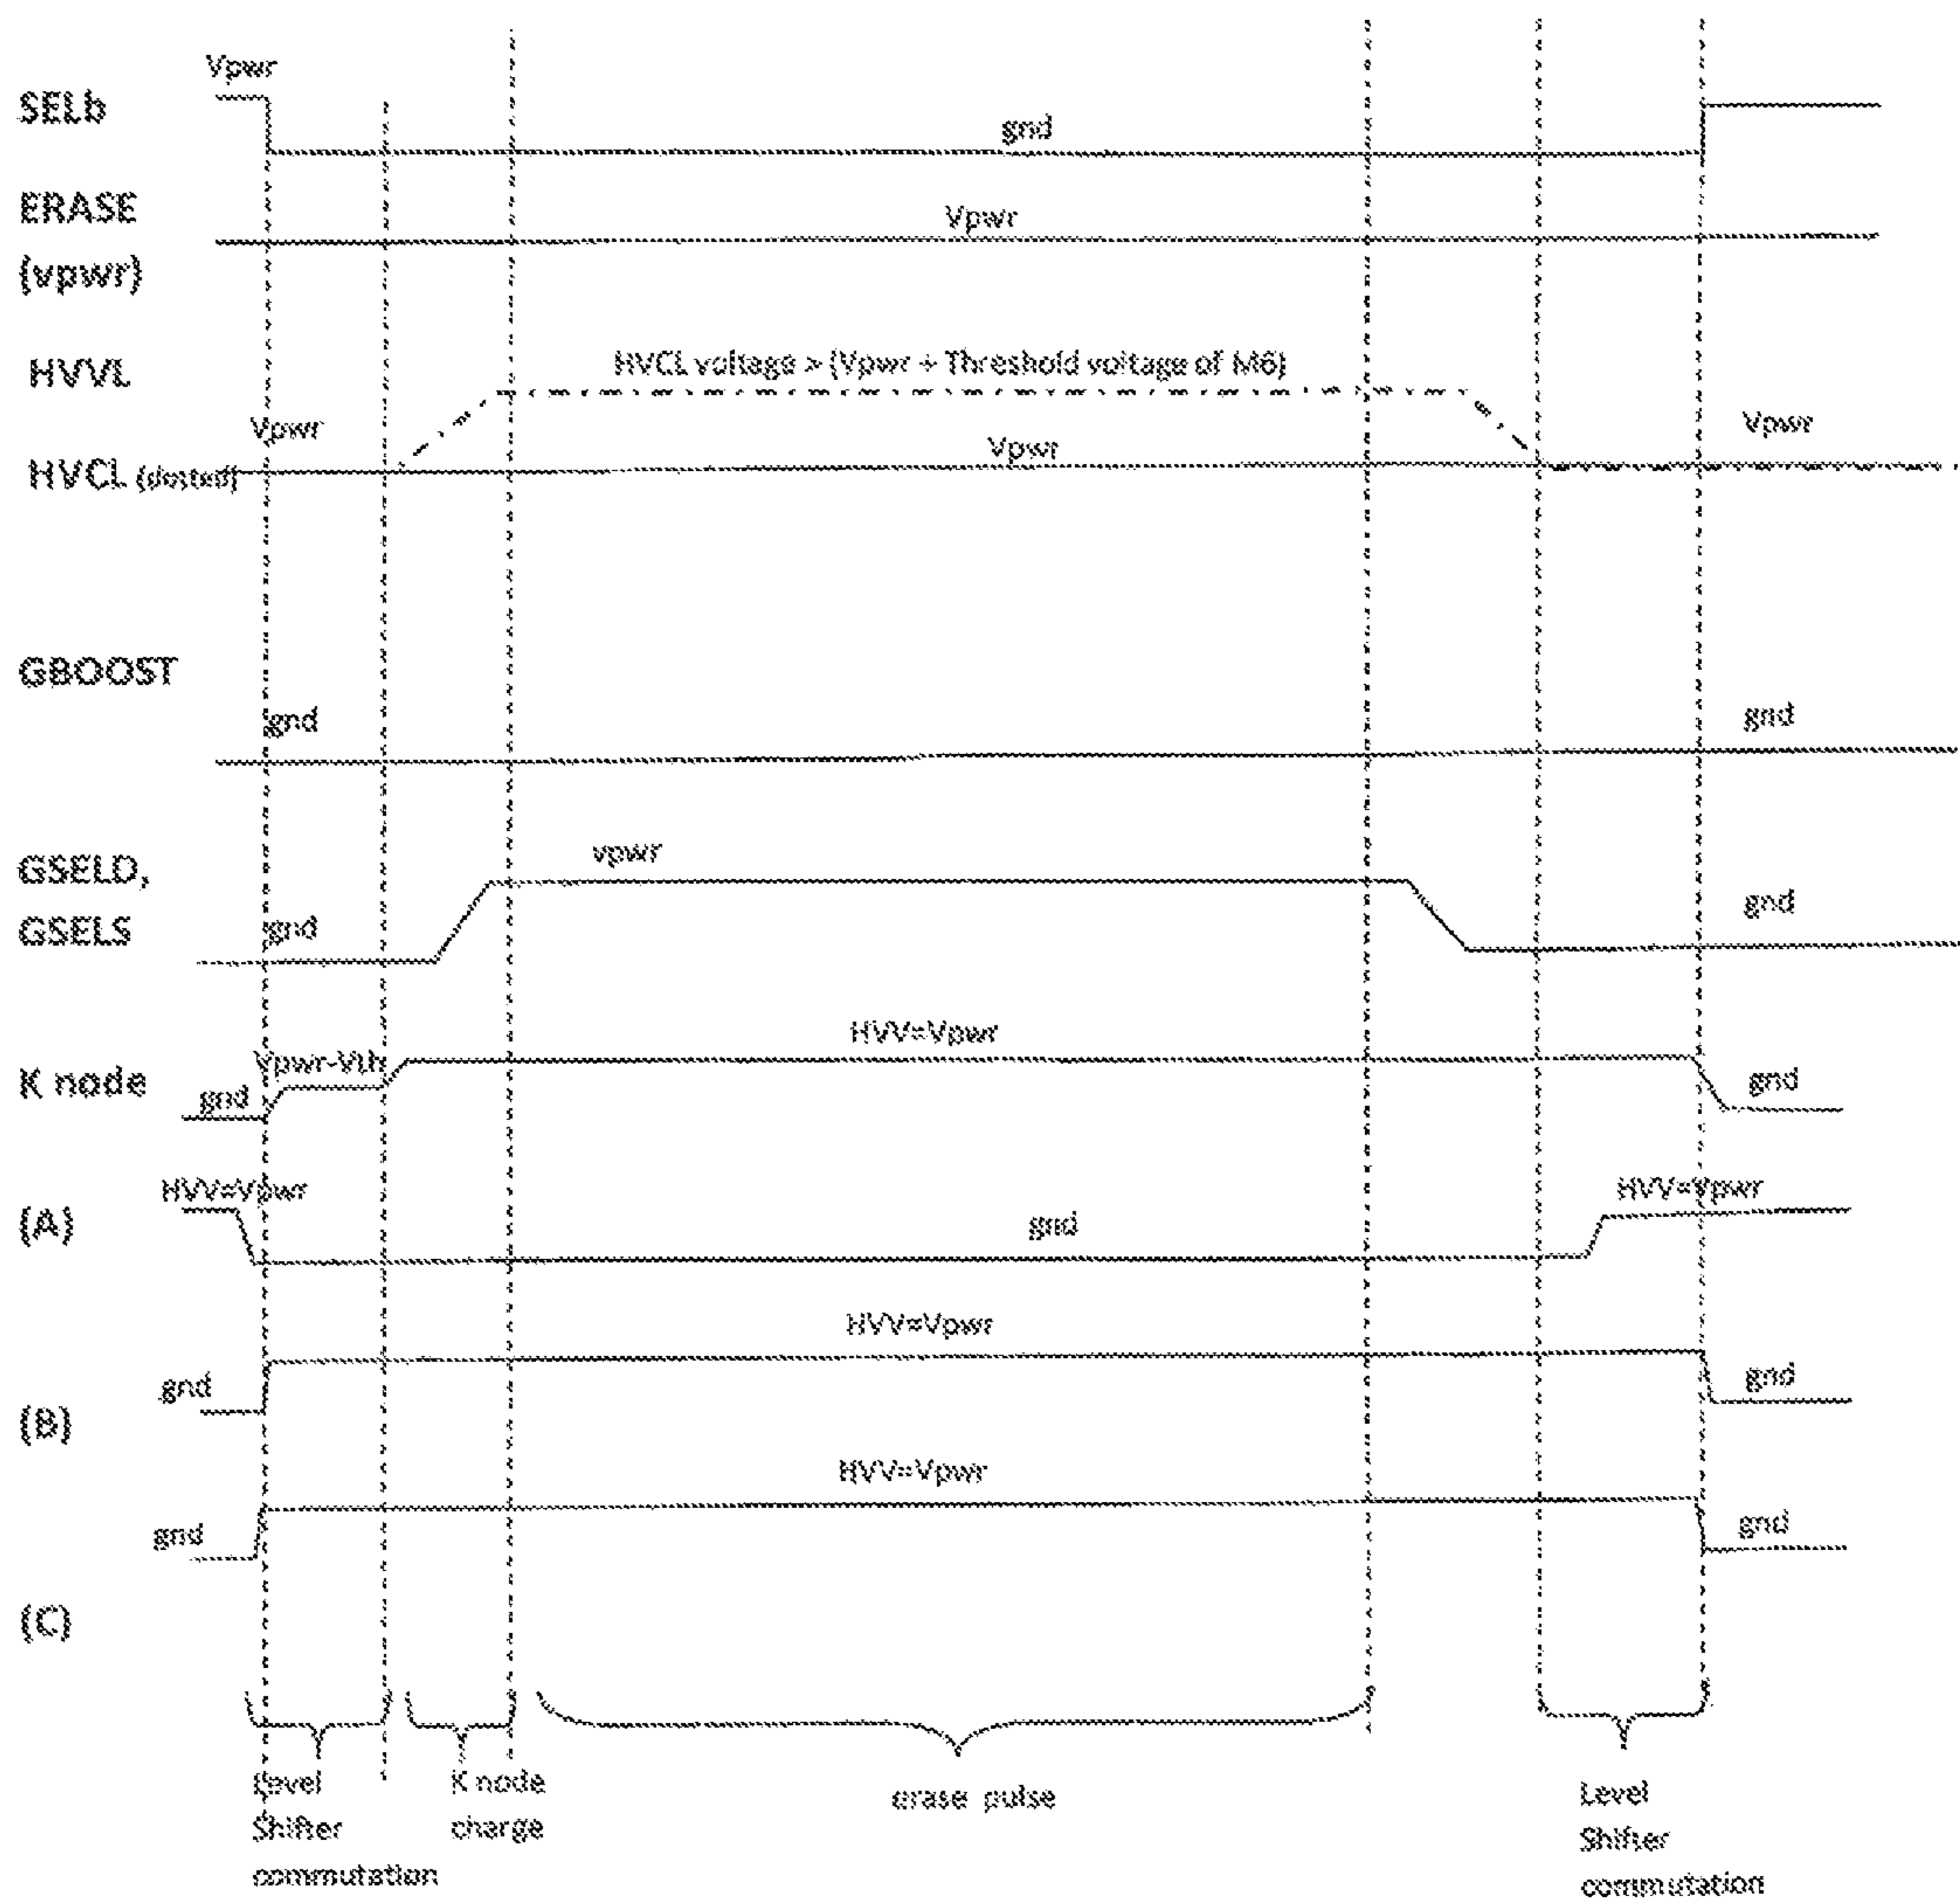 Vpwr
SELb
gnd
ERASE
Vpwr
(vpwr)
HVVL
HVCL voltage > (Vpwr + Threshold voltage of M6)
Vpwr
Vpwr
Vpwr
HVCL (dotted)
GBOOST
gnd
gnd
GSELD,
vpwr
gnd
GSELS
gnd
HVV=Vpwr
Vpwr-Vth
K node
gnd
gnd
HVV=Vpwr
HVV=Vpwr
(A)
gnd
HVV=Vpwr
gnd
gnd
(B)
HVV=Vpwr
gnd
gnd
(C)
Level
Shifter
commutation
K node
charge
erase pulse
Level
Shifter
commutation